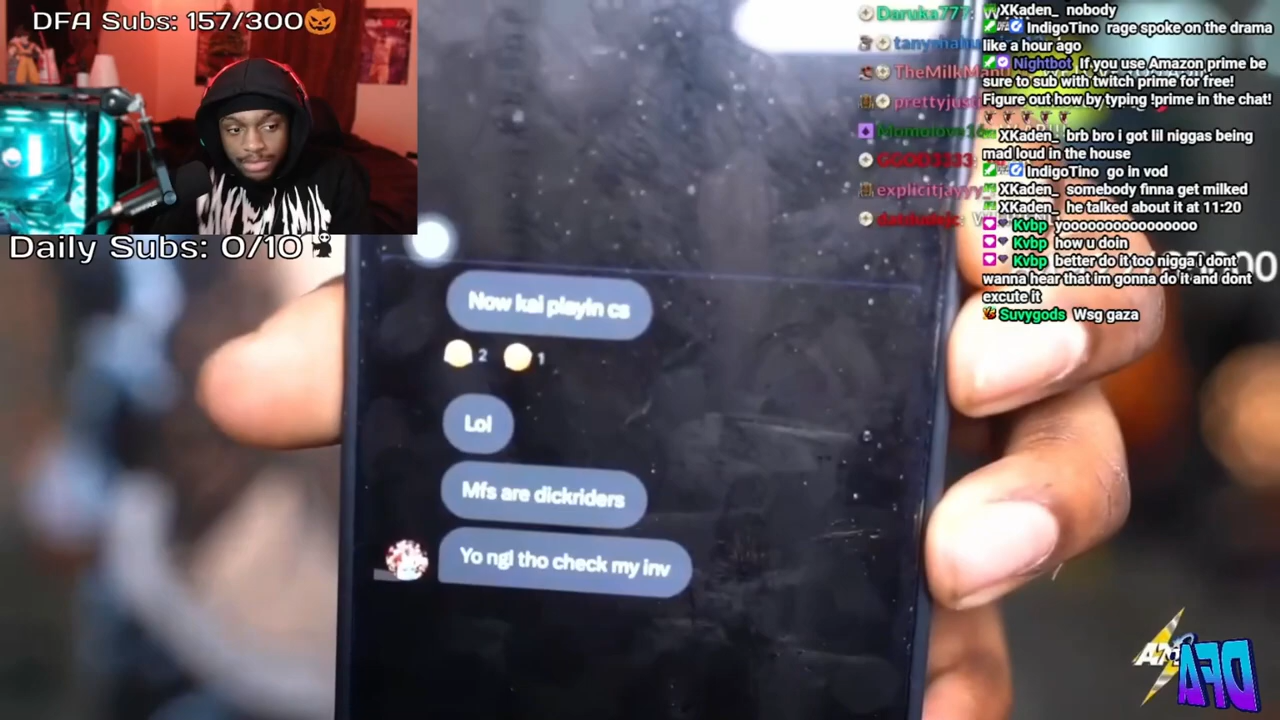 DFA Subs: 157/300🎃
Daily Subs: 0/10
Now kai playin cs
2 1
Lol
Mfs are dickriders
Yo ngl tho check my inv
Daruka777:
TheMilkMan
GGOD3333:
explicitjayyy_
XKaden_ nobody
IndigoTino rage spoke on the drama
like a hour ago
Nightbot If you use Amazon prime be
sure to sub with twitch prime for free!
Figure out how by typing !prime in the chat!
XKaden_ brb bro i got lil niggas being
mad loud in the house
IndigoTino go in vod
XKaden_ somebody finna get milked
XKaden_ he talked about it at 11:20
Kvbp yooooooooooooooo
Kvbp how u doin
Kvbp better do it too nigga i dont
wanna hear that im gonna do it and dont
excute it
Suvygods Wsg gaza
DFA